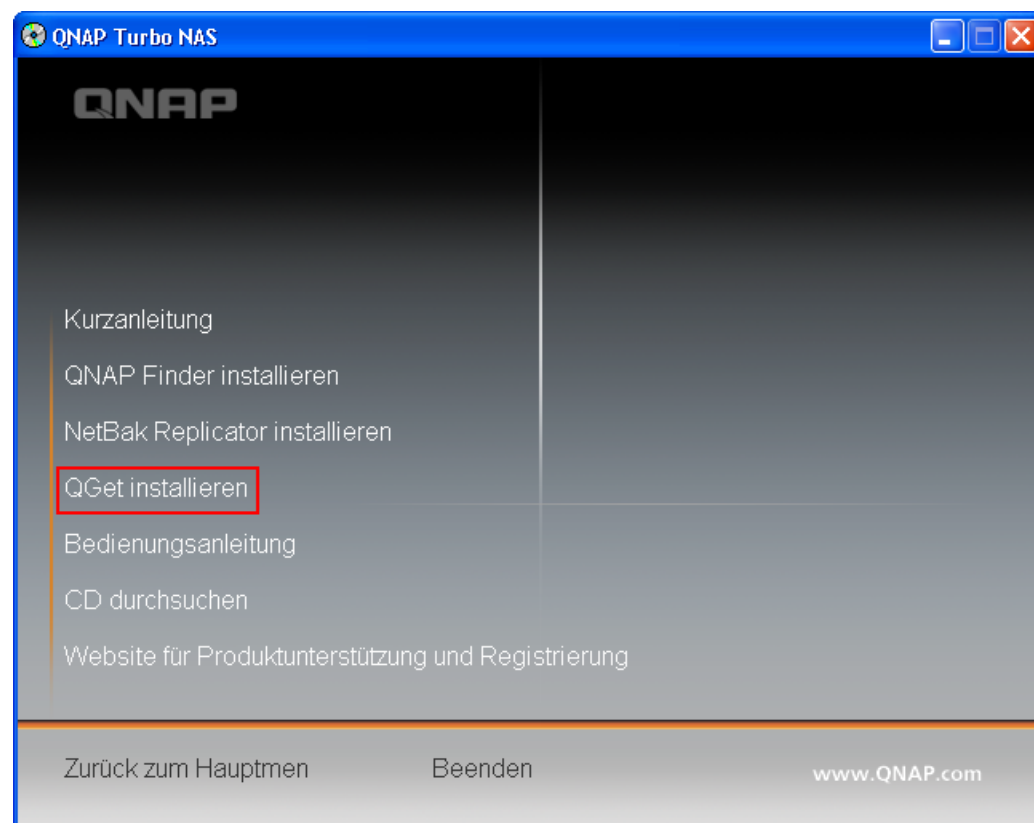 QNAP Turbo NAS
QNAP
Kurzanleitung
QNAP Finder installieren
NetBak Replicator installieren
QGet installieren
Bedienungsanleitung
CD durchsuchen
Website für Produktunterstützung und Registrierung
Zurück zum Hauptmen
Beenden
www.QNAP.com